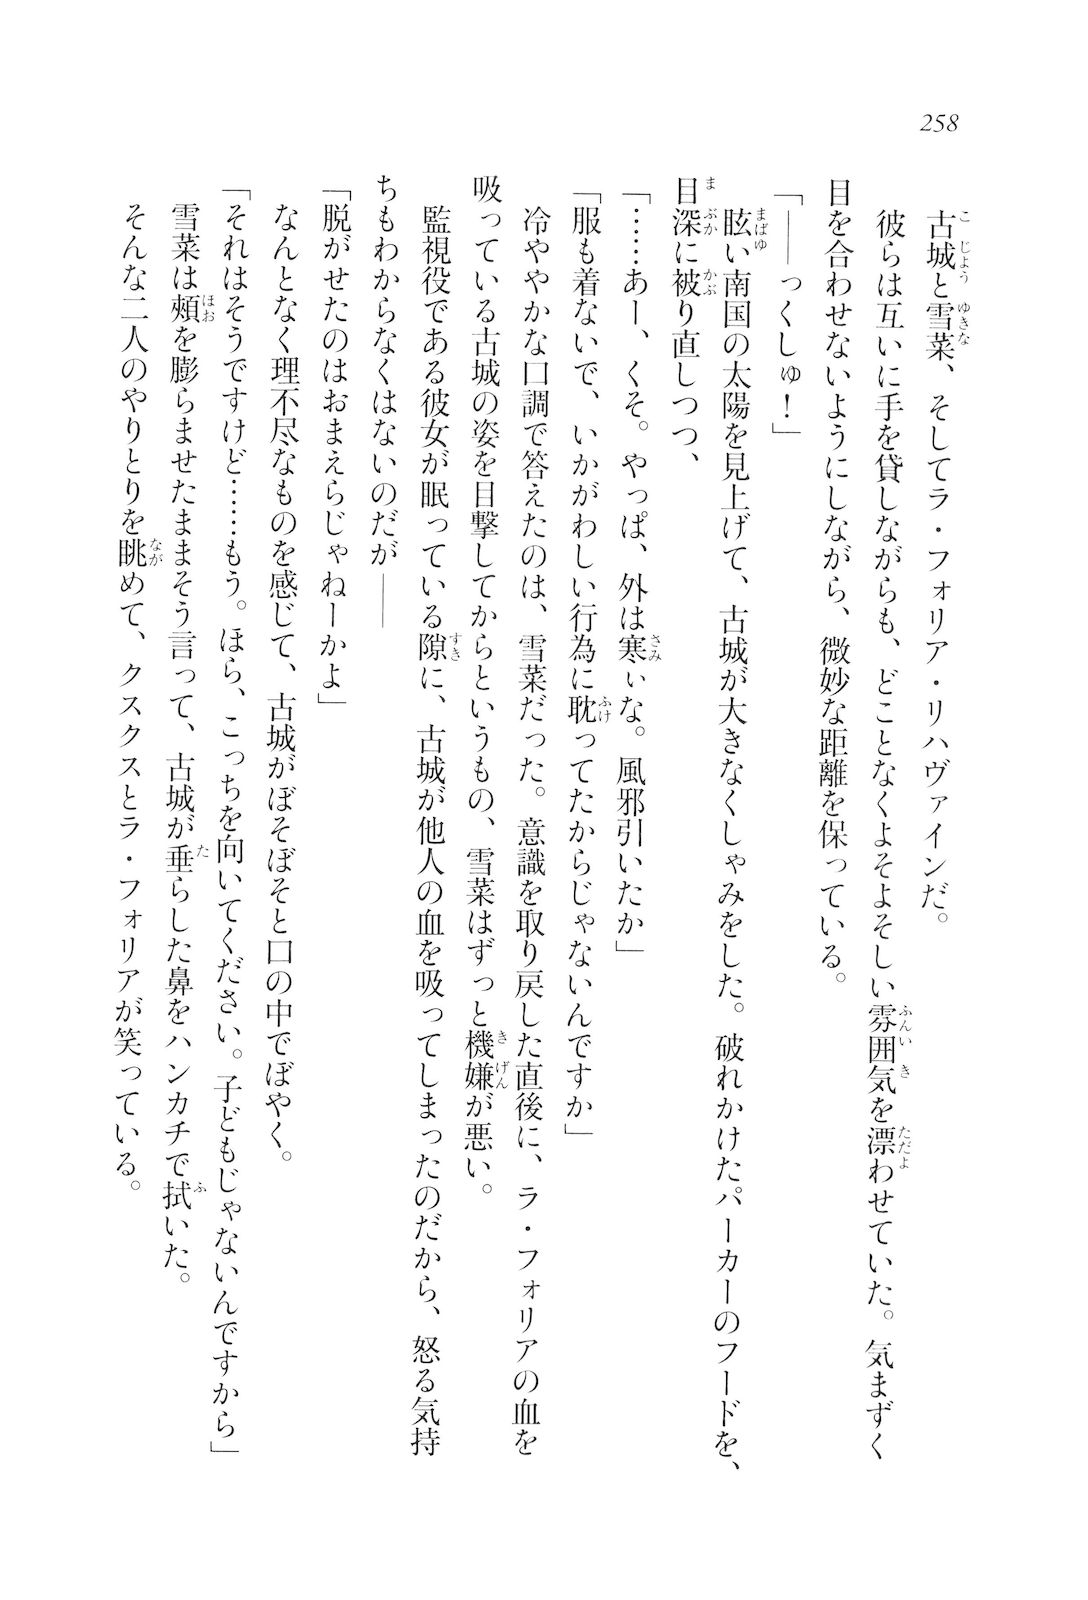 258
古城と雪菜、そしてラ・フォリア・リハヴァインだ。
彼らは互いに手を貸しながらも、どことなくよそよそしい雰囲気を漂わせていた。気まずく
目を合わせないようにしながら、微妙な距離を保っている。
「――っくしゅ！」
眩い南国の太陽を見上げて、古城が大きなくしゃみをした。破れかけたパーカーのフードを、
目深に被り直しつつ、
「……あー、くそ。やっぱ、外は寒ぃな。風邪引いたか」
「服も着ないで、いかがわしい行為に耽ってたからじゃないんですか」
冷ややかな口調で答えたのは、雪菜だった。意識を取り戻した直後に、ラ・フォリアの血を
吸っている古城の姿を目撃してからというもの、雪菜はずっと機嫌が悪い。
監視役である彼女が眠っている隙に、古城が他人の血を吸ってしまったのだから、怒る気持
ちもわからなくはないのだが――
「脱がせたのはおまえらじゃねーかよ」
なんとなく理不尽なものを感じて、古城がぼそぼそと口の中でぼやく。
「それはそうですけど……もう。ほら、こっちを向いてください。子どもじゃないんですから」
雪菜は頰を膨らませたままそう言って、古城が垂らした鼻をハンカチで拭いた。
そんな二人のやりとりを眺めて、クスクスとラ・フォリアが笑っている。